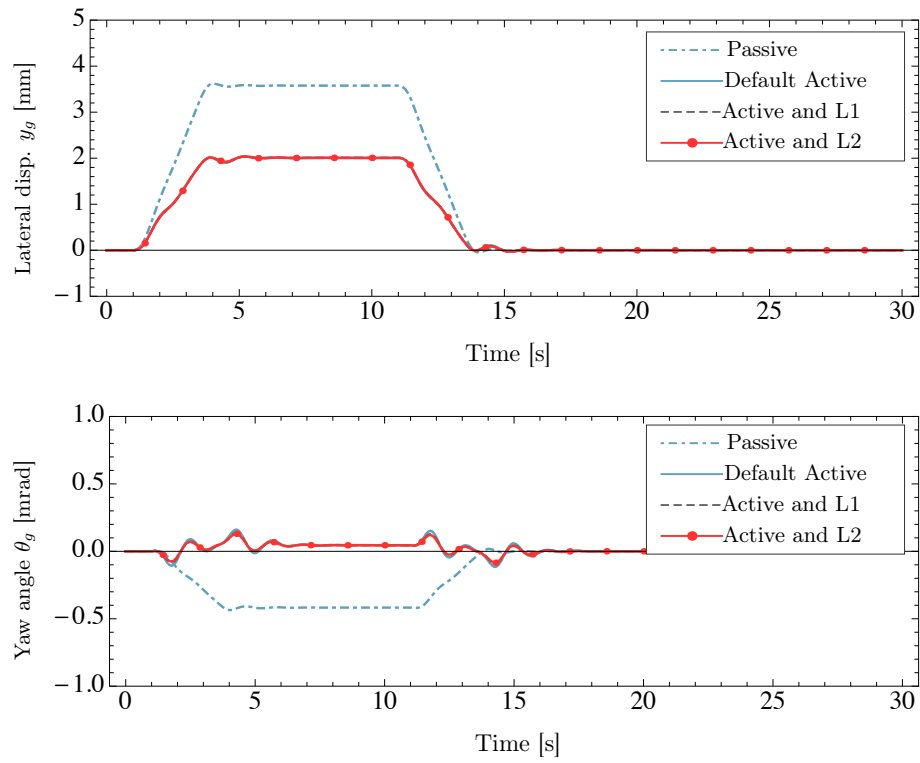 5
4
3
2
1
0
−1
Lateral disp. y_g [mm]
Passive
Default Active
Active and L1
Active and L2
0 5 10 15 20 25 30
Time [s]
1.0
0.5
0.0
−0.5
−1.0
Yaw angle θ_g [mrad]
Passive
Default Active
Active and L1
Active and L2
0 5 10 15 20 25 30
Time [s]